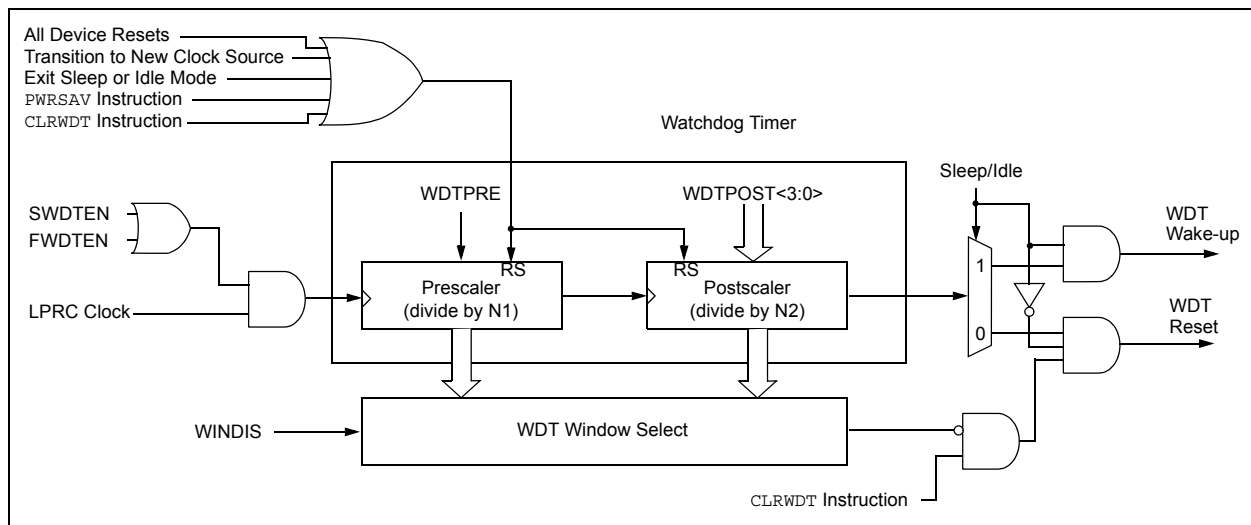 All Device Resets
Transition to New Clock Source
Exit Sleep or Idle Mode
PWRSAV Instruction
CLRWDT Instruction
Watchdog Timer
Sleep/Idle
WDTPRE
WDTPOST<3:0>
SWDTEN
FWDTEN
WDT
Wake-up
RS
RS
1
Prescaler
(divide by N1)
Postscaler
(divide by N2)
LPRC Clock
0
WDT
Reset
WINDIS
WDT Window Select
CLRWDT Instruction